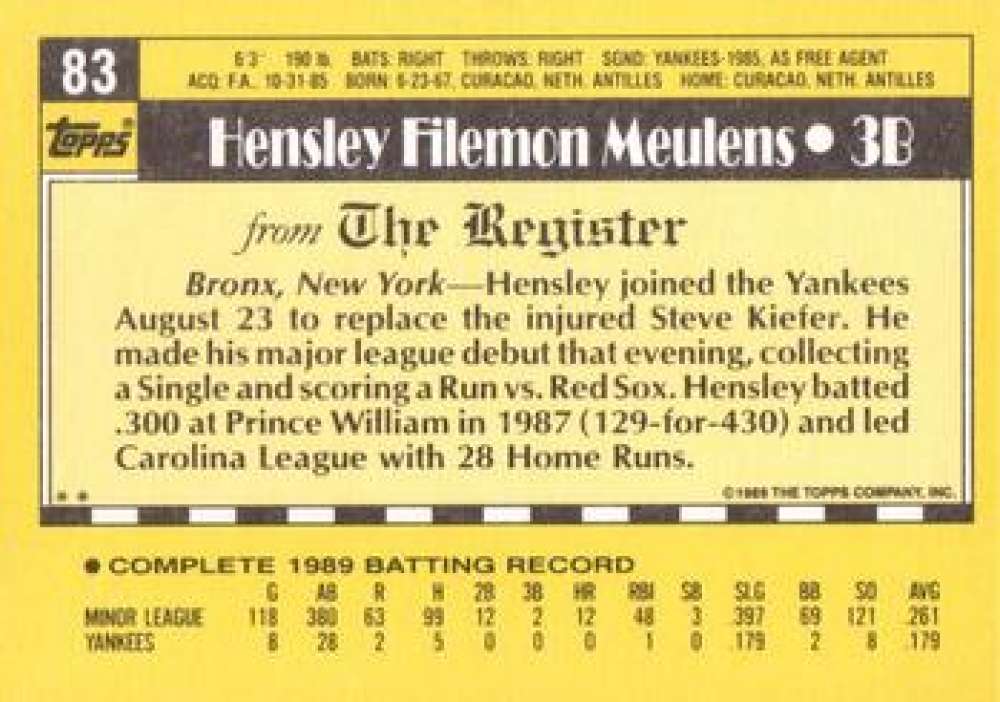 83
6'3" 190 lb. BATS: RIGHT THROWS: RIGHT SGND: YANKEES-1985, AS FREE AGENT
ACQ: F.A., 10-31-85 BORN: 6-23-67, CURACAO, NETH. ANTILLES HOME: CURACAO, NETH. ANTILLES
TOPPS®
Hensley Filemon Meulens • 3B
from The Register
Bronx, New York—Hensley joined the Yankees
August 23 to replace the injured Steve Kiefer. He
made his major league debut that evening, collecting
a Single and scoring a Run vs. Red Sox. Hensley batted
.300 at Prince William in 1987 (129-for-430) and led
Carolina League with 28 Home Runs.
* * ©1989 THE TOPPS COMPANY, INC.
• COMPLETE 1989 BATTING RECORD
G AB R H 2B 3B HR RBI SB SLG BB SO AVG
MINOR LEAGUE 118 380 63 99 12 2 12 48 3 .397 69 121 .261
YANKEES 8 28 2 5 0 0 0 1 0 .179 2 8 .179